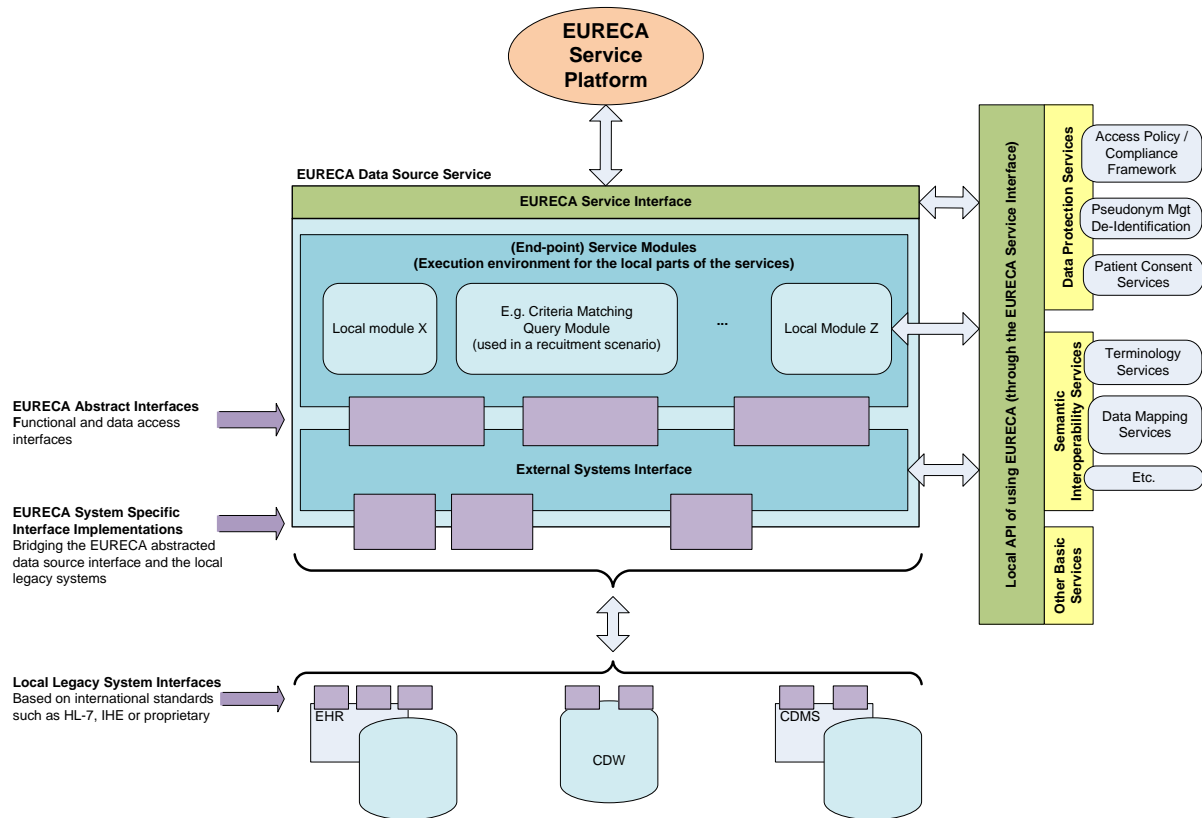 EURECA
Service
Platform
EURECA Data Source Service
EURECA Service Interface
(End-point) Service Modules
(Execution environment for the local parts of the services)
Local module X
E.g. Criteria Matching
Query Module
(used in a recuitment scenario)
...
Local Module Z
External Systems Interface
EURECA Abstract Interfaces
Functional and data access
interfaces
EURECA System Specific
Interface Implementations
Bridging the EURECA abstracted
data source interface and the local
legacy systems
Local Legacy System Interfaces
Based on international standards
such as HL-7, IHE or proprietary
EHR
CDW
CDMS
Local API of using EURECA (through the EURECA Service Interface)
Data Protection Services
Access Policy /
Compliance
Framework
Pseudonym Mgt
De-Identification
Patient Consent
Services
Semantic
Interoperability Services
Terminology
Services
Data Mapping
Services
Etc.
Other Basic
Services